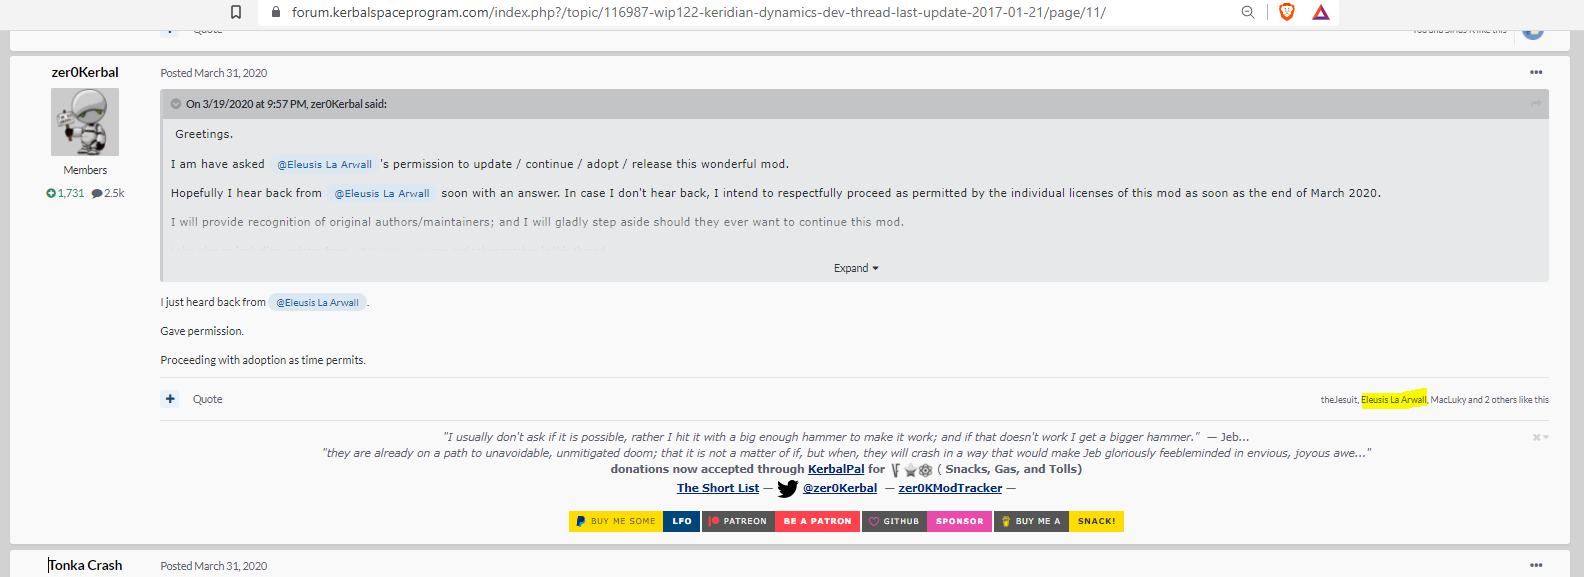 forum.kerbalspaceprogram.com/index.php?/topic/116987-wip122-keridian-dynamics-dev-thread-last-update-2017-01-21/page/11/
Quote
like this
zer0Kerbal
Posted March 31, 2020
Members
1,731 2.5k
On 3/19/2020 at 9:57 PM, zer0Kerbal said:
Greetings.
I am have asked @Eleusis La Arwall 's permission to update / continue / adopt / release this wonderful mod.
Hopefully I hear back from @Eleusis La Arwall soon with an answer. In case I don't hear back, I intend to respectfully proceed as permitted by the individual licenses of this mod as soon as the end of March 2020.
I will provide recognition of original authors/maintainers; and I will gladly step aside should they ever want to continue this mod.
Expand
I just heard back from @Eleusis La Arwall.
Gave permission.
Proceeding with adoption as time permits.
Quote
theJesuit, Eleusis La Arwall, MacLuky and 2 others like this
"I usually don't ask if it is possible, rather I hit it with a big enough hammer to make it work; and if that doesn't work I get a bigger hammer." — Jeb...
"they are already on a path to unavoidable, unmitigated doom; that it is not a matter of if, but when, they will crash in a way that would make Jeb gloriously feebleminded in envious, joyous awe..."
donations now accepted through KerbalPal for ( Snacks, Gas, and Tolls)
The Short List — @zer0Kerbal — zer0KModTracker —
BUY ME SOME LFO PATREON BE A PATRON GITHUB SPONSOR BUY ME A SNACK!
Tonka Crash
Posted March 31, 2020